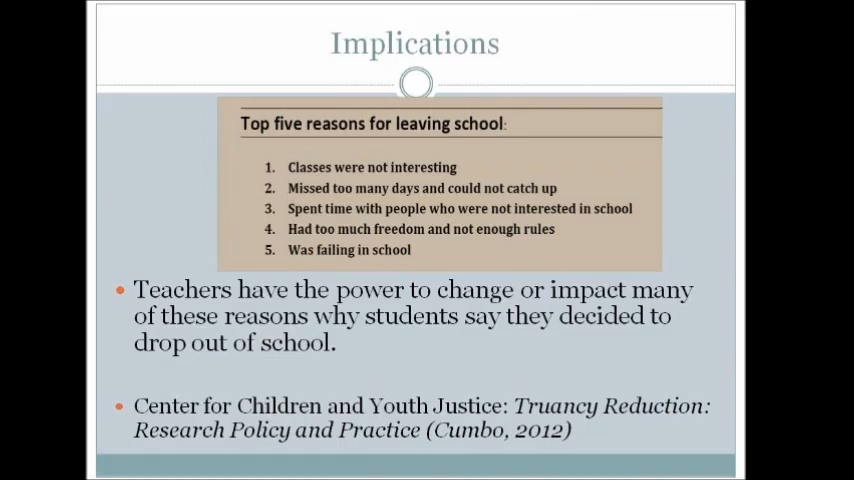 Implications
Top five reasons for leaving school:
1. Classes were not interesting
2. Missed too many days and could not catch up
3. Spent time with people who were not interested in school
4. Had too much freedom and not enough rules
5. Was failing in school
• Teachers have the power to change or impact many
of these reasons why students say they decided to
drop out of school.
• Center for Children and Youth Justice: Truancy Reduction:
Research Policy and Practice (Cumbo, 2012)